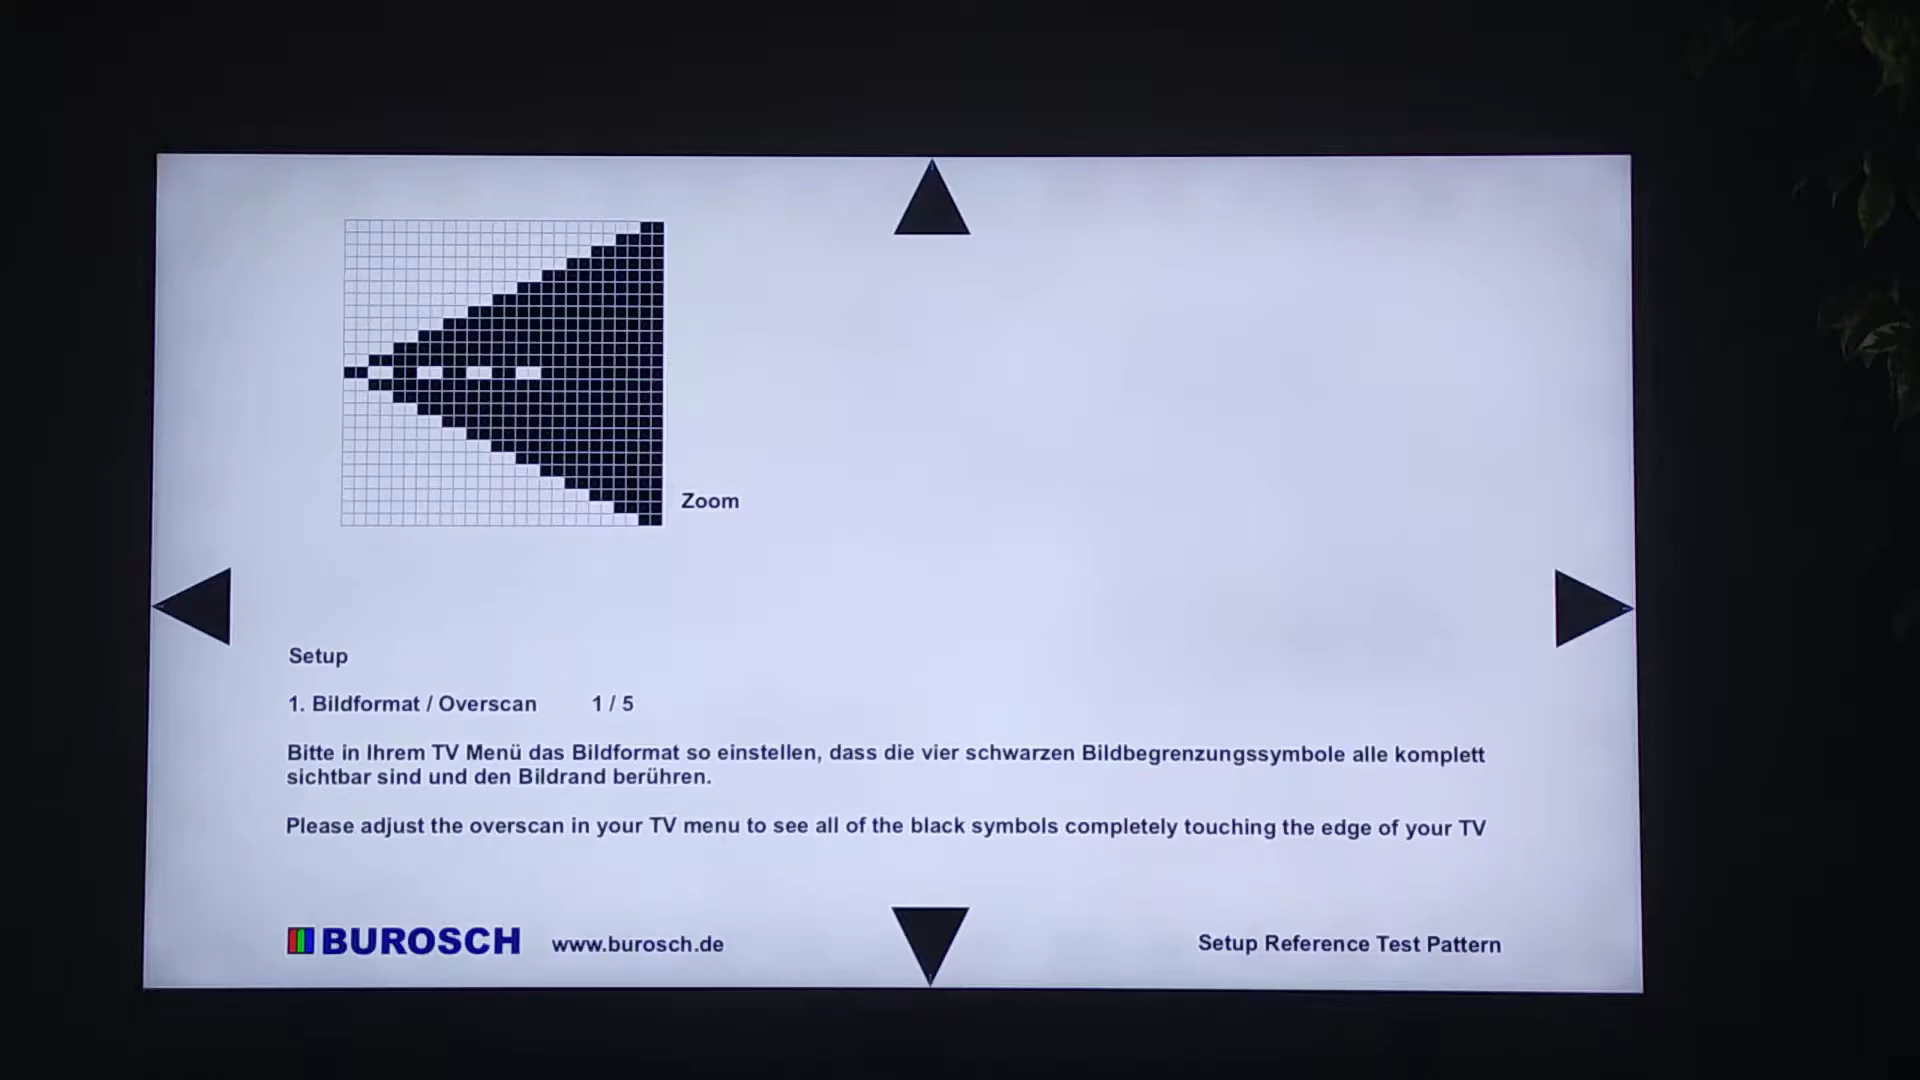 Zoom
Setup
1. Bildformat / Overscan 1 / 5
Bitte in Ihrem TV Menü das Bildformat so einstellen, dass die vier schwarzen Bildbegrenzungssymbole alle komplett
sichtbar sind und den Bildrand berühren.
Please adjust the overscan in your TV menu to see all of the black symbols completely touching the edge of your TV
BUROSCH www.burosch.de Setup Reference Test Pattern